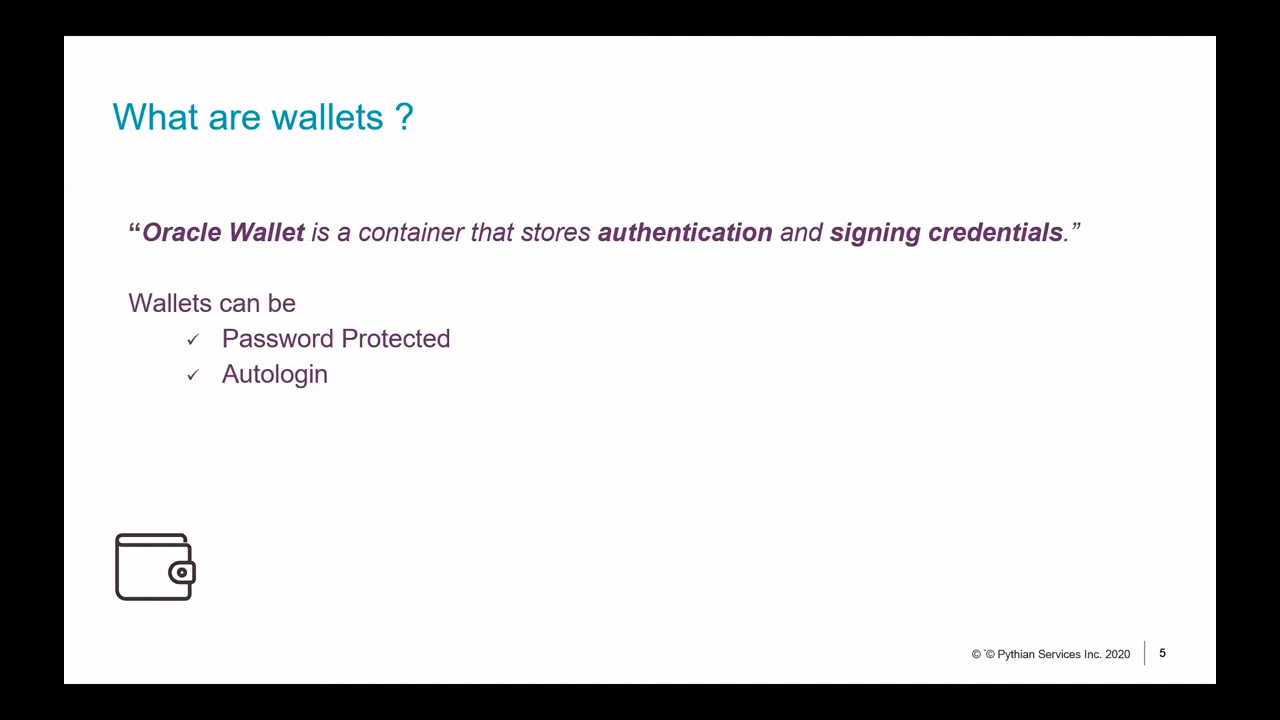 What are wallets ?
“Oracle Wallet is a container that stores authentication and signing credentials.”
Wallets can be
✓ Password Protected
✓ Autologin
© ˜© Pythian Services Inc. 2020 | 5